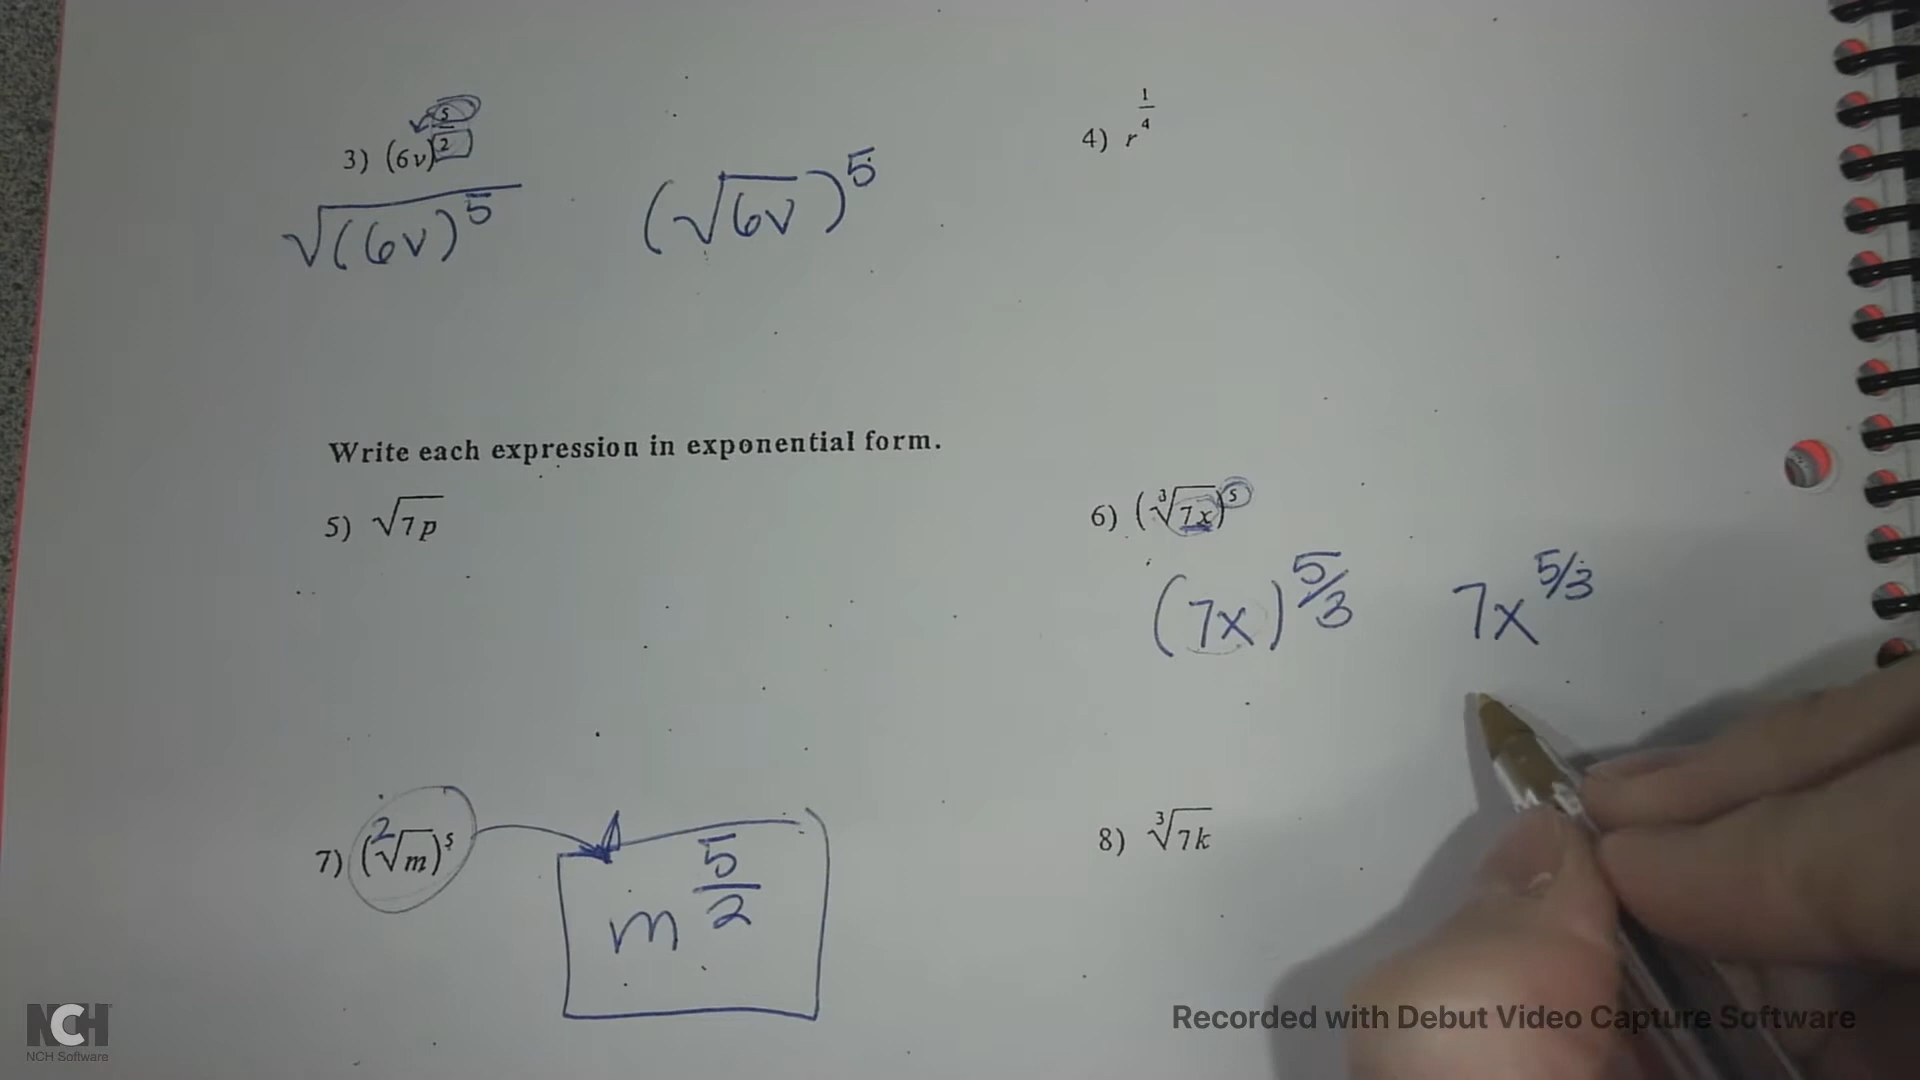 3) (6v)^(5/2)
4) r^(1/4)
√(6v)^5
(√6v)^5
Write each expression in exponential form.
5) √7p
6) (∛7x)^5
(7x)^(5/3)
7x^(5/3)
7) (²√m)^5
m^(5/2)
8) ∛7k
NCH
NCH Software
Recorded with Debut Video Capture Software